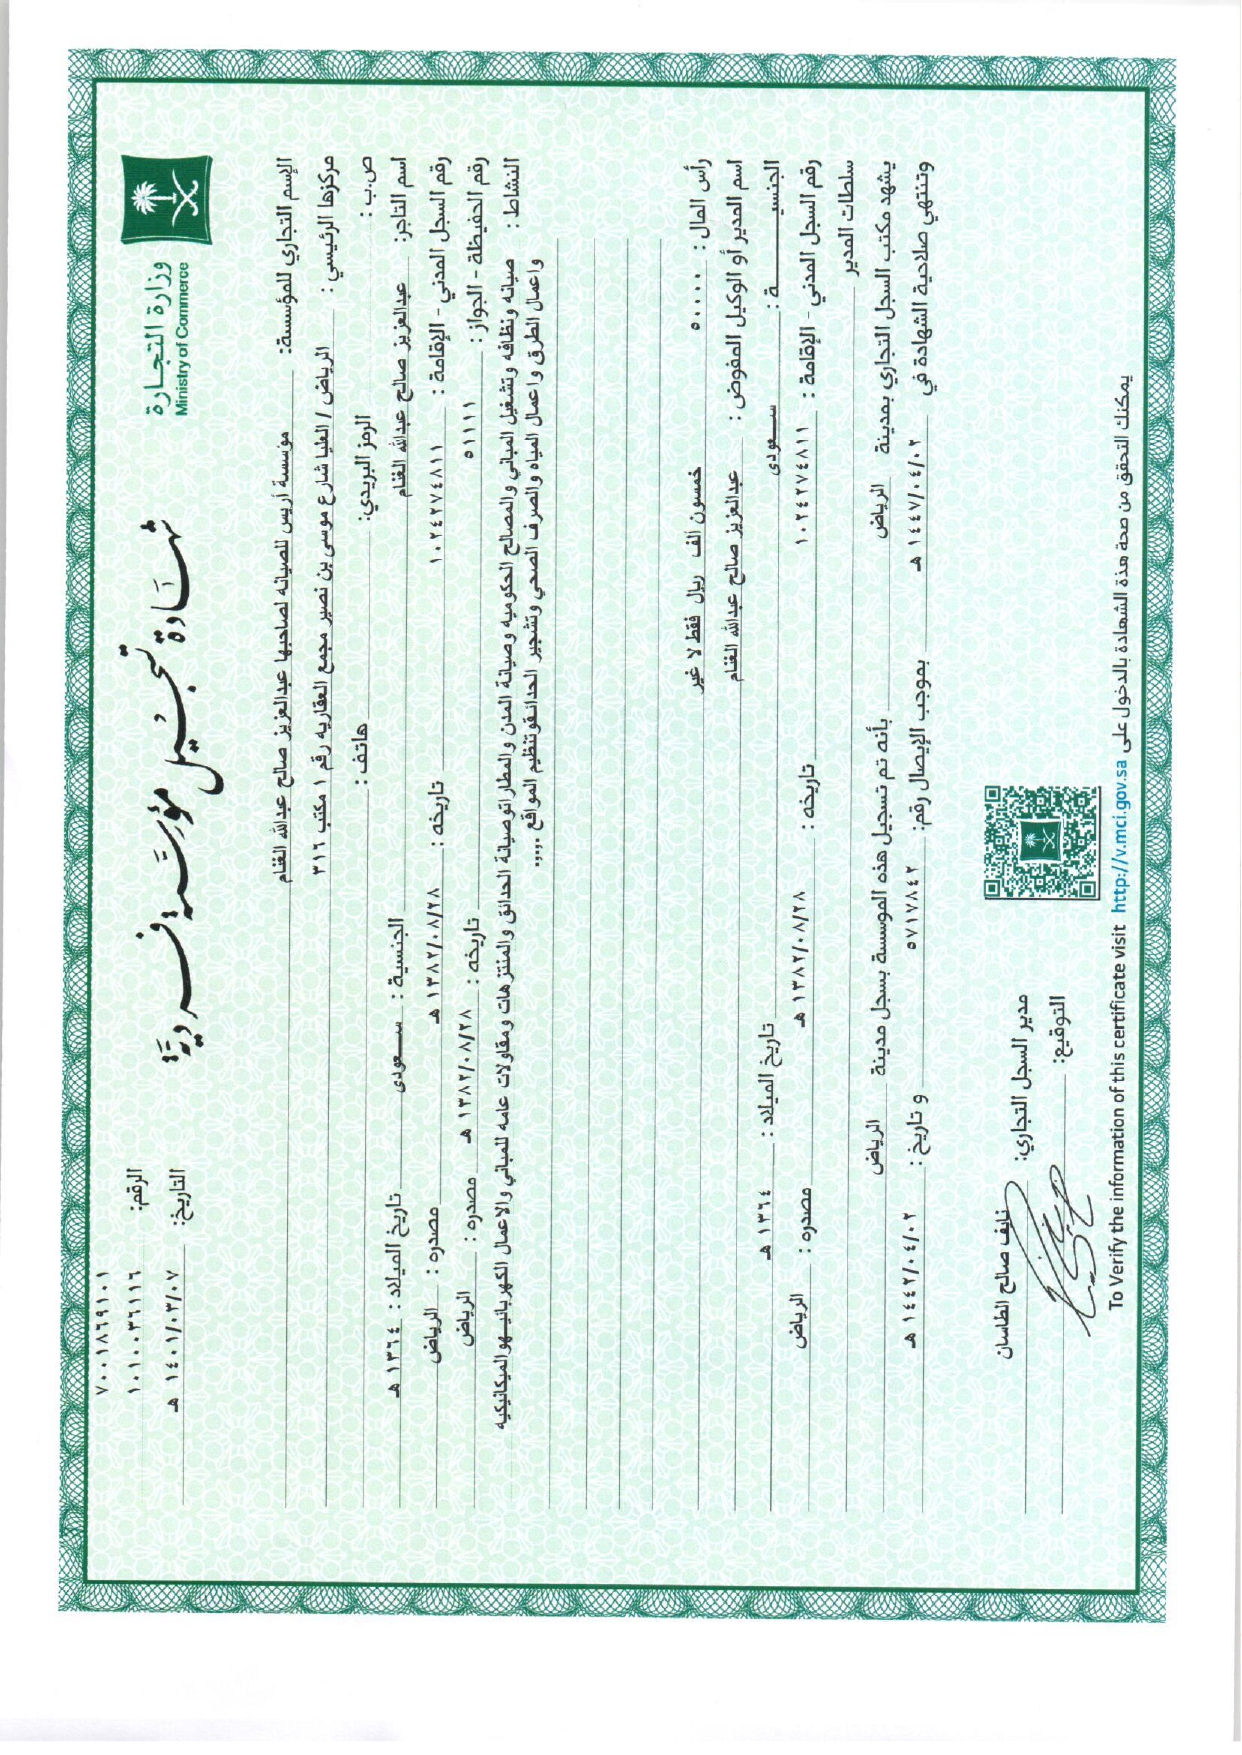 وزارة التجارة
Ministry of Commerce
شهادة تسجيل مؤسسة فردية
٧٠٠١٨٦٩١٠١
الرقم: ١٠١٠٠٣٦١١٦
التاريخ: ١٤٠١/٠٣/٠٧ هـ
الإسم التجاري للمؤسسة: مؤسسة أريس للصيانه لصاحبها عبدالعزيز صالح عبدالله الغنام
مركزها الرئيسي : الرياض / العليا شارع موسى بن نصير مجمع العقاريه رقم ١ مكتب ٣١٦
ص.ب : الرمز البريدي: هاتف :
اسم التاجر: عبدالعزيز صالح عبدالله الغنام الجنسية : سعودى تاريخ الميلاد : ١٣٦٤ هـ
رقم السجل المدني - الإقامة : ١٠٢٤٢٧٤٨١١ تاريخه : ١٣٨٢/٠٨/٢٨ هـ مصدره : الرياض
رقم الحفيظة - الجواز : ٥١١١١ تاريخه : ١٣٨٢/٠٨/٢٨ هـ مصدره : الرياض
النشاط : صيانه ونظافه وتشغيل المباني والمصالح الحكوميه وصيانة المدن والمطاراتوصيانة الحدائق والمنتزهات ومقاولات عامه للمباني والاعمال الكهربائيـهوالميكانيكيه
واعمال الطرق واعمال المياه والصرف الصحي وتشجير الحدائقوتنظيم المواقع .,.,.
رأس المال : ٥٠٠٠٠ خمسون ألف ريال فقط لا غير
اسم المدير أو الوكيل المفوض : عبدالعزيز صالح عبدالله الغنام
الجنسيـــــــة : سعودى تاريخ الميلاد : ١٣٦٤ هـ
رقم السجل المدني - الإقامة : ١٠٢٤٢٧٤٨١١ تاريخه : ١٣٨٢/٠٨/٢٨ هـ مصدره : الرياض
سلطات المدير
يشهد مكتب السجل التجاري بمدينة الرياض بأنه تم تسجيل هذه الموسسة بسجل مدينة الرياض
وتنتهي صلاحية الشهادة في ١٤٤٧/٠٤/٠٢ هـ بموجب الإيصال رقم: ٥٧١٧٨٤٢ و تاريخ : ١٤٤٢/٠٤/٠٢ هـ
مدير السجل التجاري: نايف صالح الطاسان
التوقيع:
يمكنك التحقق من صحة هذة الشهادة بالدخول على http://v.mci.gov.sa To Verify the information of this certificate visit